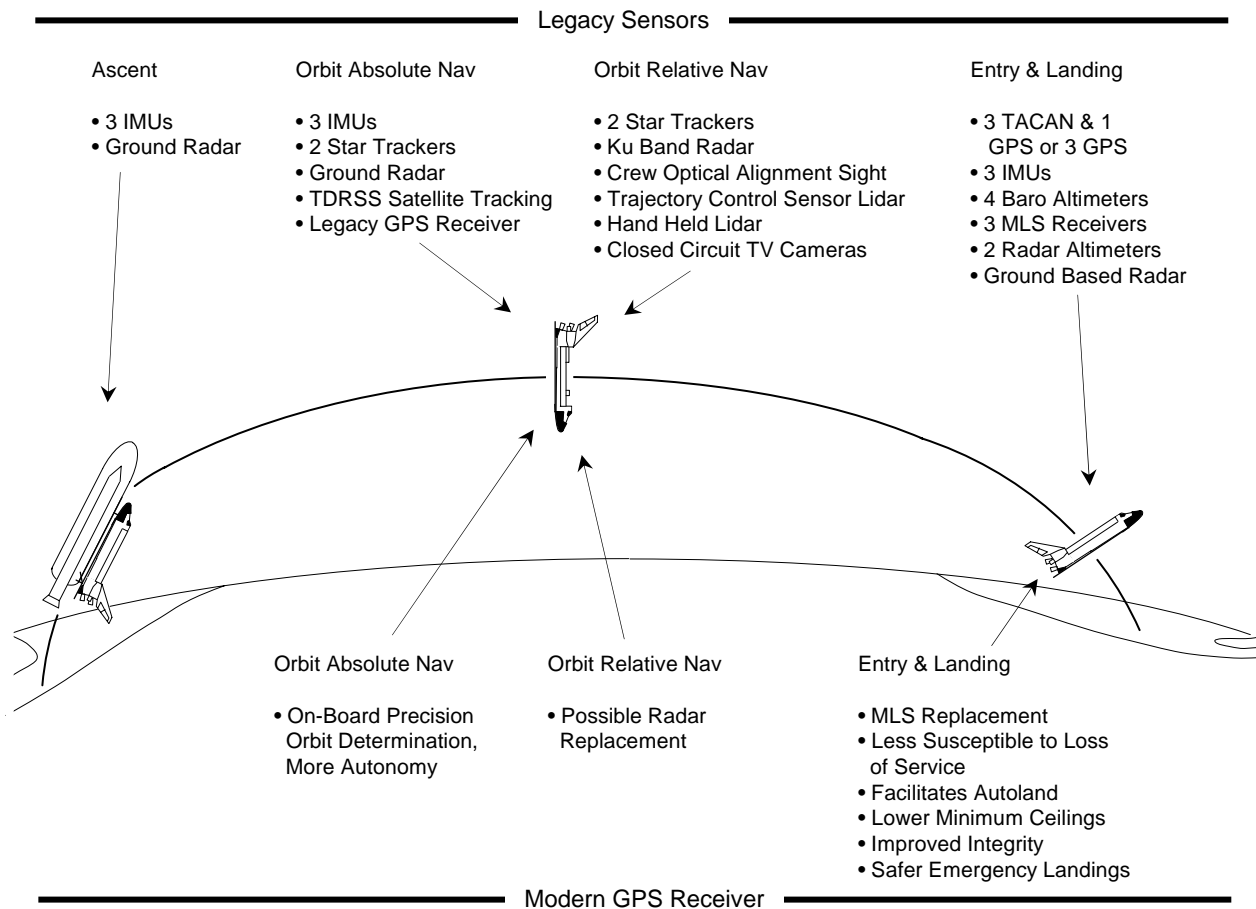 Legacy Sensors
Ascent
• 3 IMUs
• Ground Radar
Orbit Absolute Nav
• 3 IMUs
• 2 Star Trackers
• Ground Radar
• TDRSS Satellite Tracking
• Legacy GPS Receiver
Orbit Relative Nav
• 2 Star Trackers
• Ku Band Radar
• Crew Optical Alignment Sight
• Trajectory Control Sensor Lidar
• Hand Held Lidar
• Closed Circuit TV Cameras
Entry & Landing
• 3 TACAN & 1
GPS or 3 GPS
• 3 IMUs
• 4 Baro Altimeters
• 3 MLS Receivers
• 2 Radar Altimeters
• Ground Based Radar
Orbit Absolute Nav
• On-Board Precision
Orbit Determination,
More Autonomy
Orbit Relative Nav
• Possible Radar
Replacement
Entry & Landing
• MLS Replacement
• Less Susceptible to Loss
of Service
• Facilitates Autoland
• Lower Minimum Ceilings
• Improved Integrity
• Safer Emergency Landings
Modern GPS Receiver